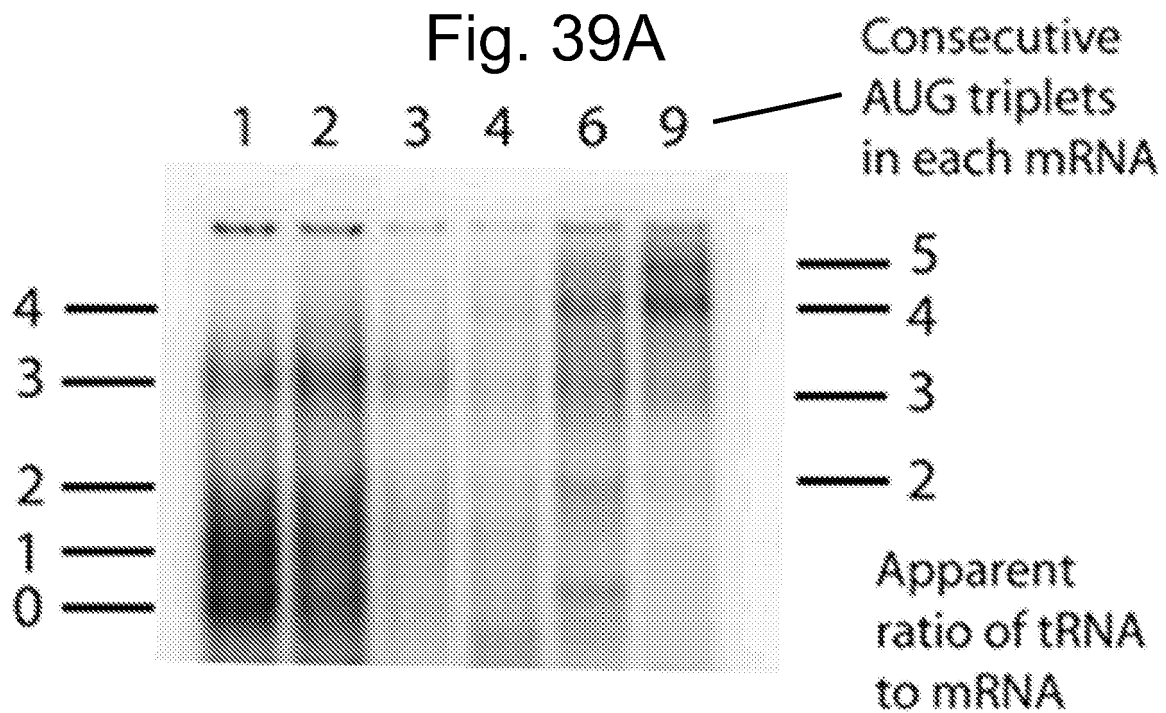 Fig. 39A
Consecutive
AUG triplets
in each mRNA
1 2 3 4 6 9
4
3
2
1
0
5
4
3
2
Apparent
ratio of tRNA
to mRNA